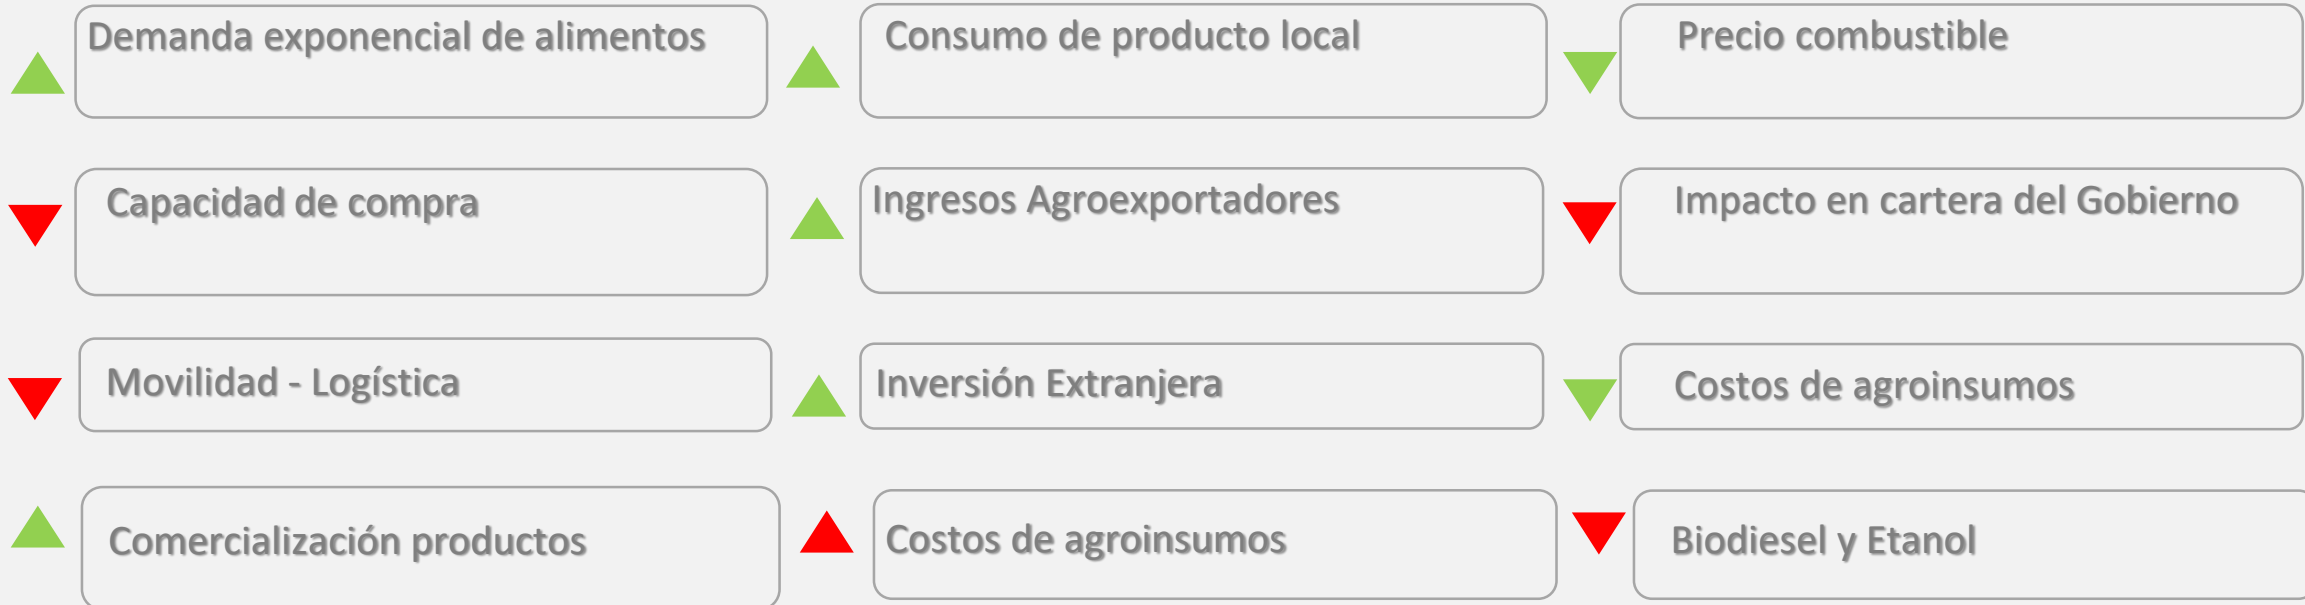 Demanda exponencial de alimentos
Consumo de producto local
Precio combustible
Capacidad de compra
Ingresos Agroexportadores
Impacto en cartera del Gobierno
Movilidad - Logística
Inversión Extranjera
Costos de agroinsumos
Comercialización productos
Costos de agroinsumos
Biodiesel y Etanol